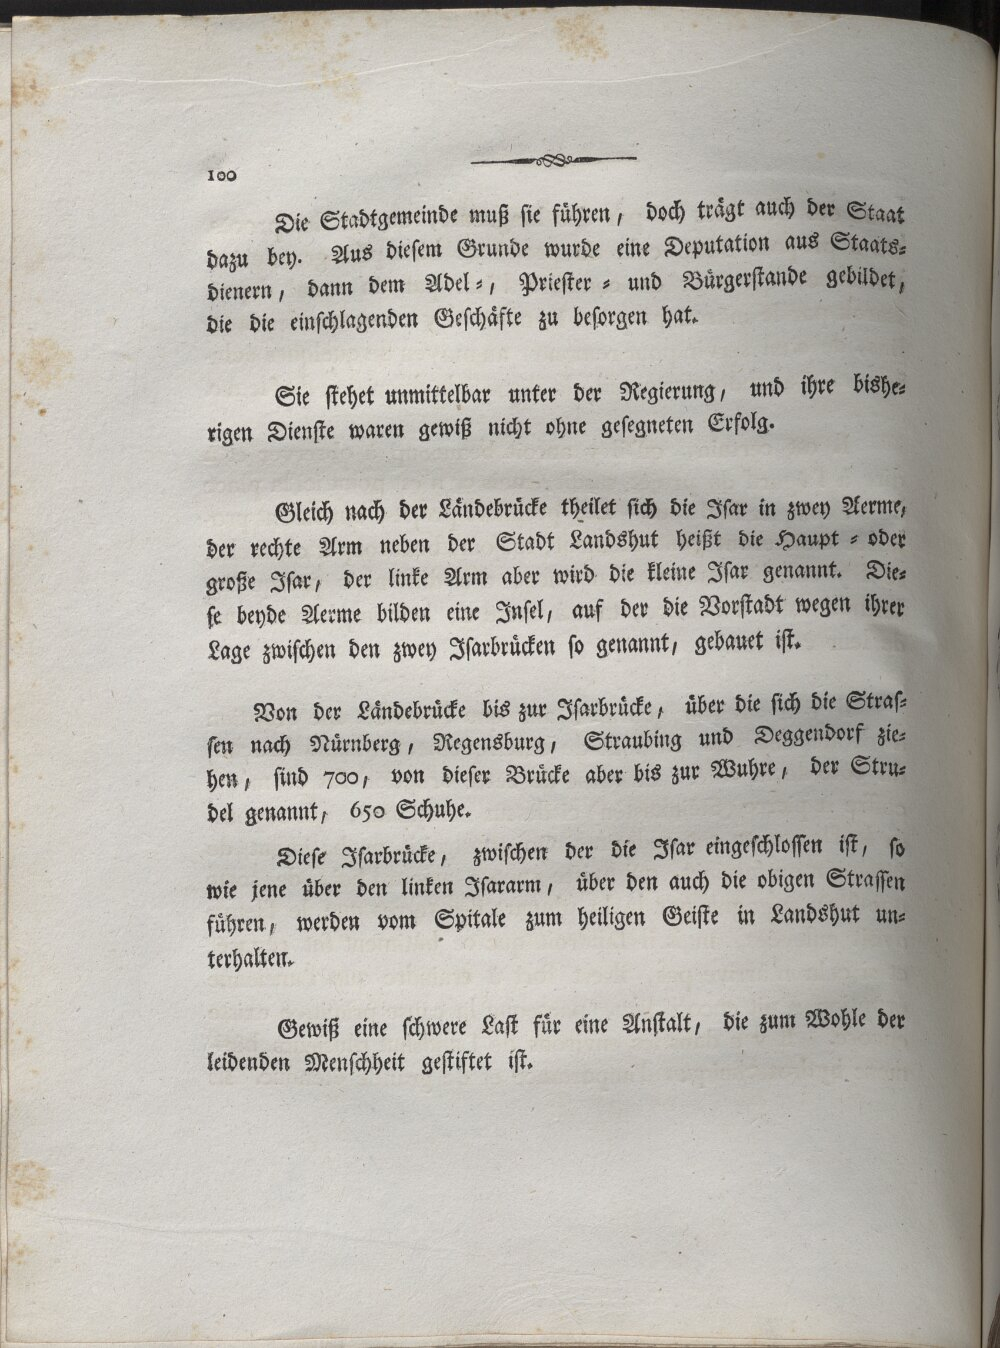 100
Die Stadtgemeinde muß sie führen, doch trägt auch der Staat
dazu bey. Aus diesem Grunde wurde eine Deputation aus Staats-
dienern, dann dem Adel-, Priester- und Bürgerstande gebildet,
die die einschlagenden Geschäfte zu besorgen hat.
Sie stehet unmittelbar unter der Regierung, und ihre bishe-
rigen Dienste waren gewiß nicht ohne gesegneten Erfolg.
Gleich nach der Ländebrücke theilet sich die Isar in zwey Aerme,
der rechte Arm neben der Stadt Landshut heißt die Haupt- oder
große Isar, der linke Arm aber wird die kleine Isar genannt. Die-
se beyde Aerme bilden eine Insel, auf der die Vorstadt wegen ihrer
Lage zwischen den zwey Isarbrücken so genannt, gebauet ist.
Von der Ländebrücke bis zur Isarbrücke, über die sich die Stras-
sen nach Nürnberg, Regensburg, Straubing und Deggendorf zie-
hen, sind 700, von dieser Brücke aber bis zur Wuhre, der Stru-
del genannt, 650 Schuhe.
Diese Isarbrücke, zwischen der die Isar eingeschlossen ist, so
wie jene über den linken Isararm, über den auch die obigen Strassen
führen, werden vom Spitale zum heiligen Geiste in Landshut un-
terhalten.
Gewiß eine schwere Last für eine Anstalt, die zum Wohle der
leidenden Menschheit gestiftet ist.